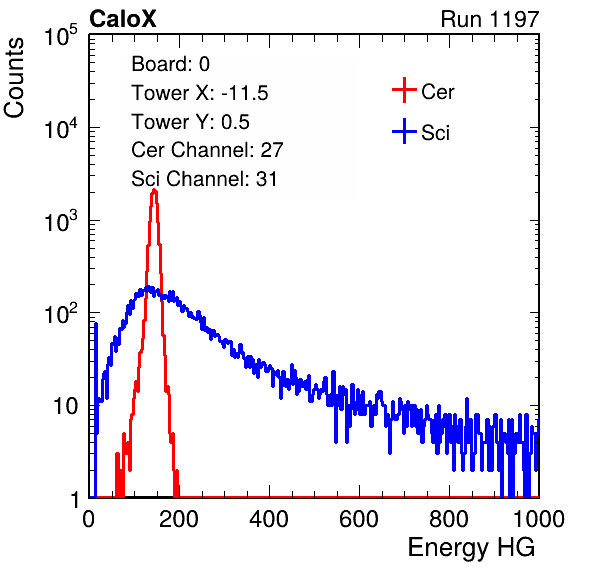 CaloX Run 1197
Counts
10^5
10^4
10^3
10^2
10
1
Board: 0
Tower X: -11.5
Tower Y: 0.5
Cer Channel: 27
Sci Channel: 31
Cer
Sci
0 200 400 600 800 1000
Energy HG